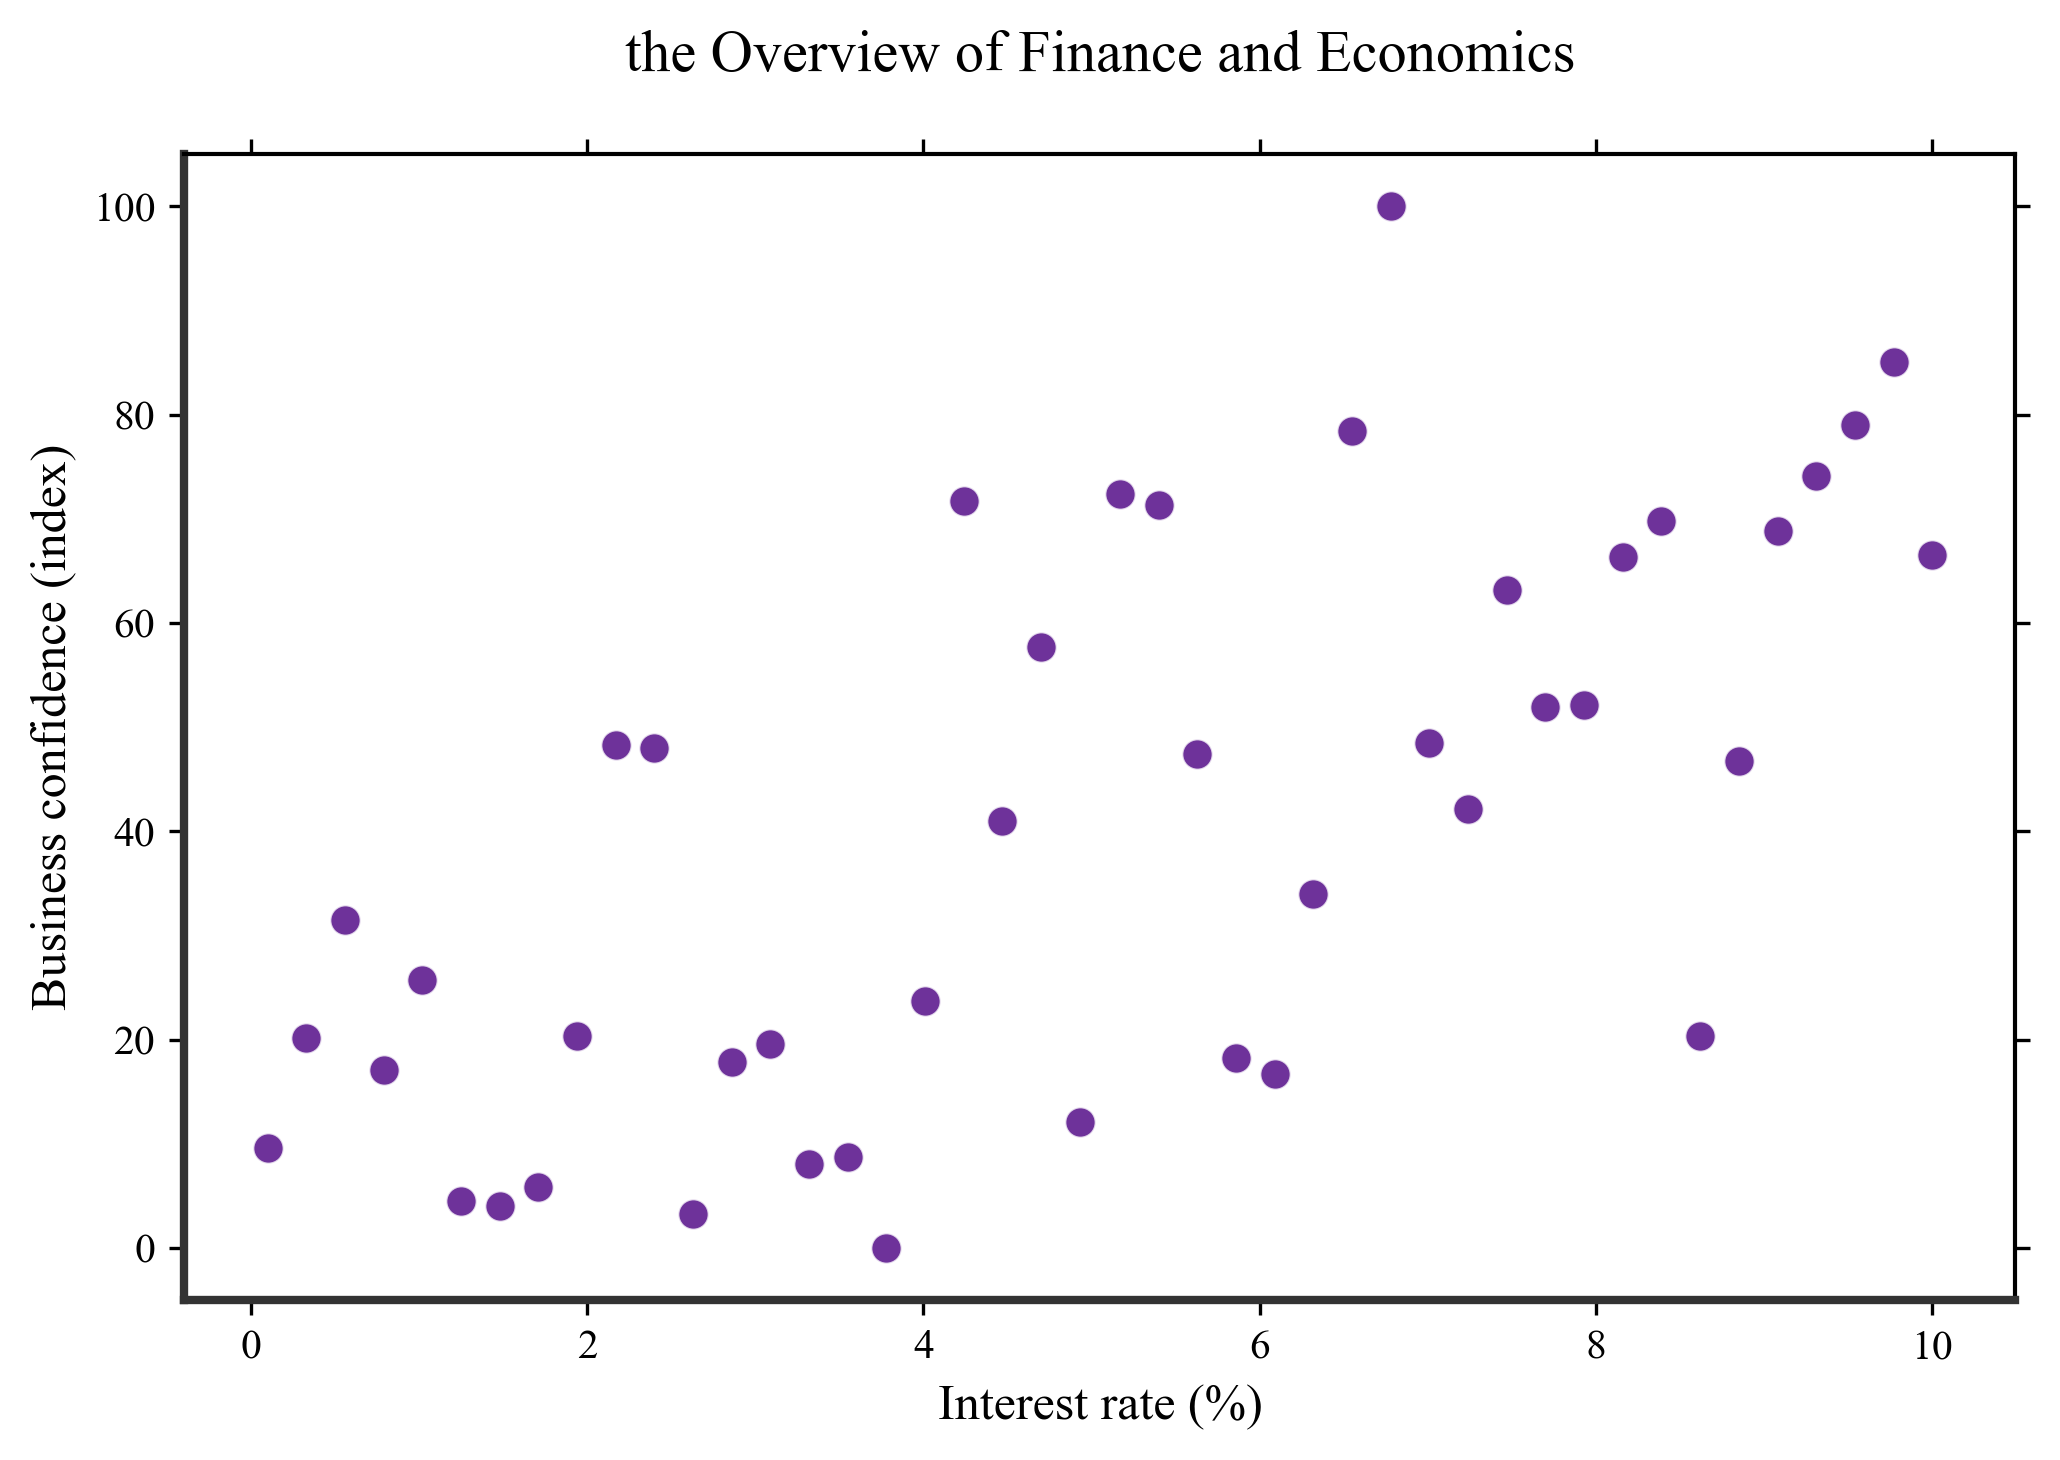 the Overview of Finance and Economics
100
80
60
40
20
0
Business confidence (index)
0 2 4 6 8 10
Interest rate (%)